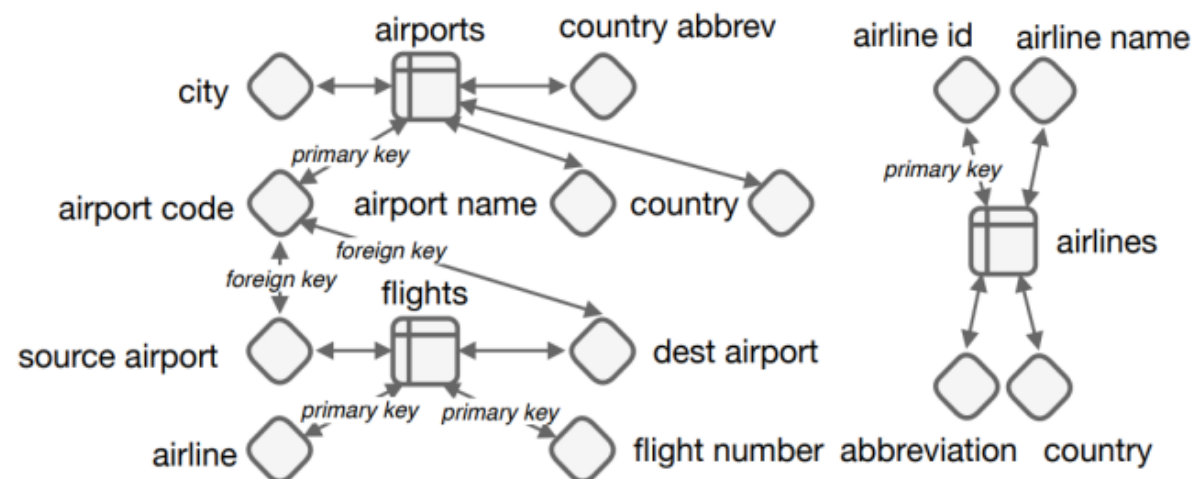 airports
country abbrev
airline id
airline name
city
primary key
primary key
airport code
airport name
country
foreign key
airlines
foreign key
flights
source airport
dest airport
primary key
primary key
airline
flight number
abbreviation
country